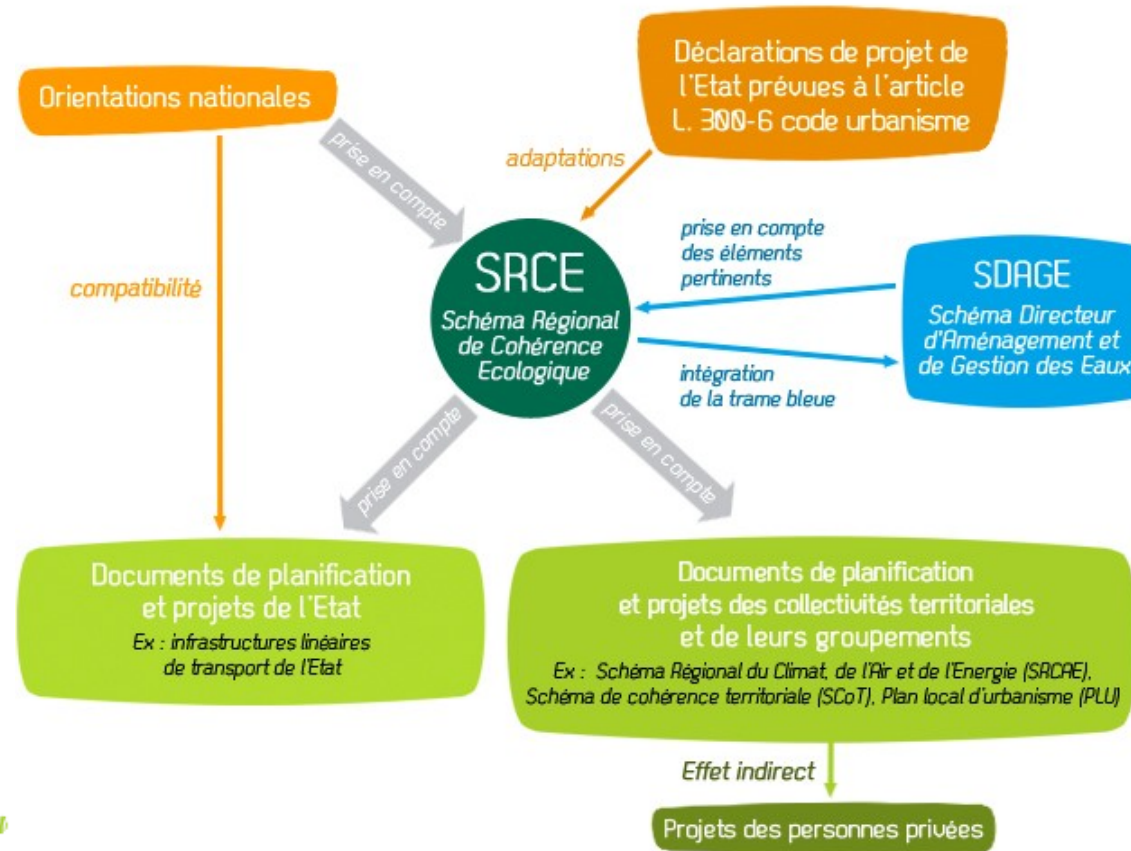 Orientations nationales
Déclarations de projet de
l'Etat prévues à l'article
L. 300-6 code urbanisme
prise en compte
adaptations
compatibilité
SRCE
Schéma Régional
de Cohérence
Ecologique
prise en compte
des éléments
pertinents
SDAGE
Schéma Directeur
d'Aménagement et
de Gestion des Eaux
intégration
de la trame bleue
prise en compte
prise en compte
Documents de planification
et projets de l'Etat
Ex : infrastructures linéaires
de transport de l'Etat
Documents de planification
et projets des collectivités territoriales
et de leurs groupements
Ex : Schéma Régional du Climat, de l'Air et de l'Energie (SRCAE),
Schéma de cohérence territoriale (SCoT), Plan local d'urbanisme (PLU)
Effet indirect
Projets des personnes privées